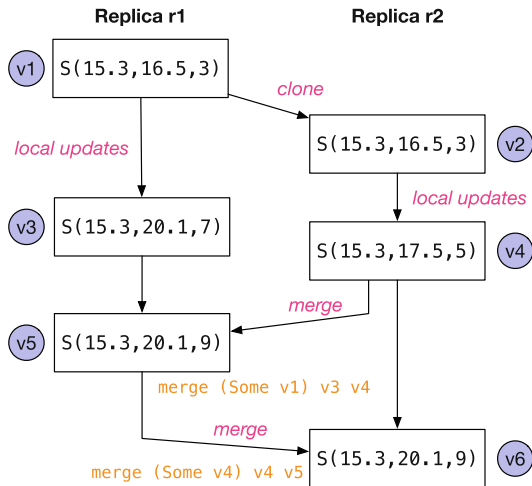 Replica r1
Replica r2
v1
S(15.3,16.5,3)
clone
local updates
S(15.3,16.5,3)
v2
v3
S(15.3,20.1,7)
local updates
S(15.3,17.5,5)
v4
merge
v5
S(15.3,20.1,9)
merge (Some v1) v3 v4
merge
merge (Some v4) v4 v5
S(15.3,20.1,9)
v6